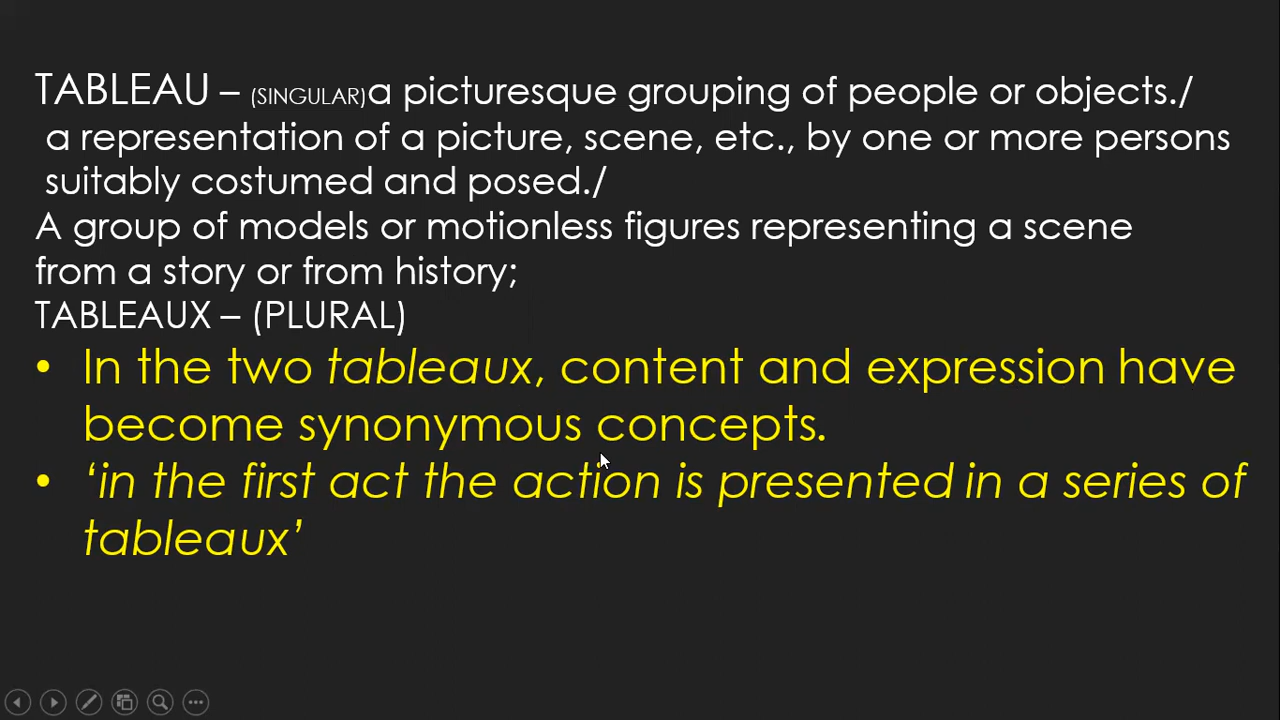 TABLEAU – (SINGULAR)a picturesque grouping of people or objects./
a representation of a picture, scene, etc., by one or more persons
suitably costumed and posed./
A group of models or motionless figures representing a scene
from a story or from history;
TABLEAUX – (PLURAL)
• In the two tableaux, content and expression have
become synonymous concepts.
• ‘in the first act the action is presented in a series of
tableaux’